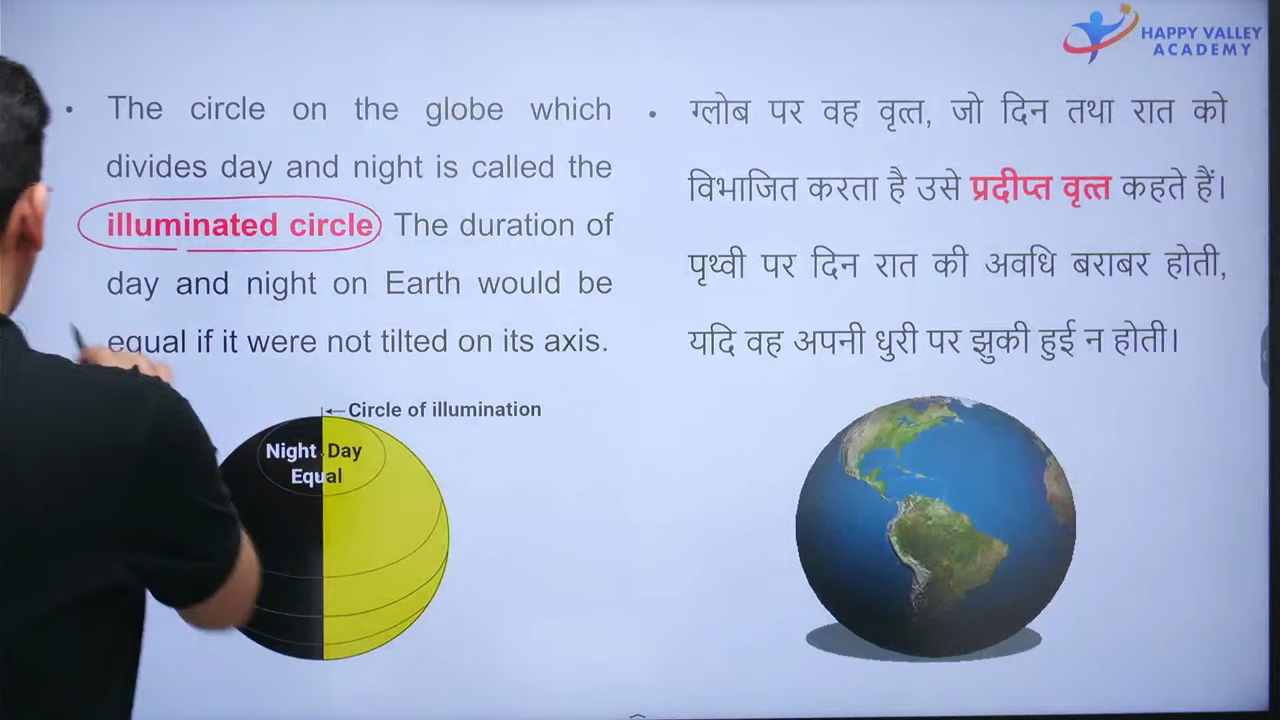 HAPPY VALLEY
ACADEMY
• The circle on the globe which
divides day and night is called the
illuminated circle The duration of
day and night on Earth would be
equal if it were not tilted on its axis.
• ग्लोब पर वह वृत्त, जो दिन तथा रात को
विभाजित करता है उसे प्रदीप्त वृत्त कहते हैं।
पृथ्वी पर दिन रात की अवधि बराबर होती,
यदि वह अपनी धुरी पर झुकी हुई न होती।
Circle of illumination
Night Day
Equal